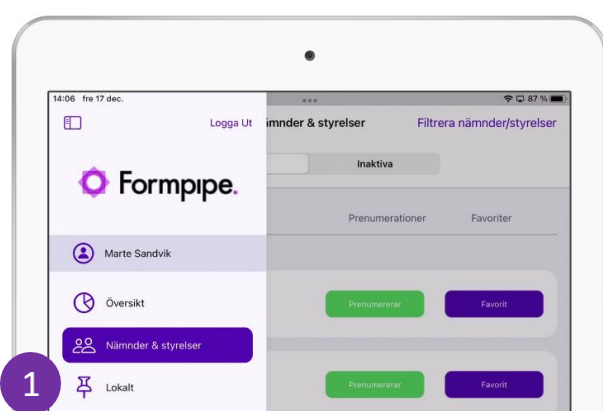 14:06 fre 17 dec.
87 %
Logga Ut
ämnder & styrelser
Filtrera nämnder/styrelser
Formpipe.
Inaktiva
Prenumerationer
Favoriter
Marte Sandvik
Översikt
Prenumererar
Favorit
Nämnder & styrelser
1
Lokalt
Prenumererar
Favorit